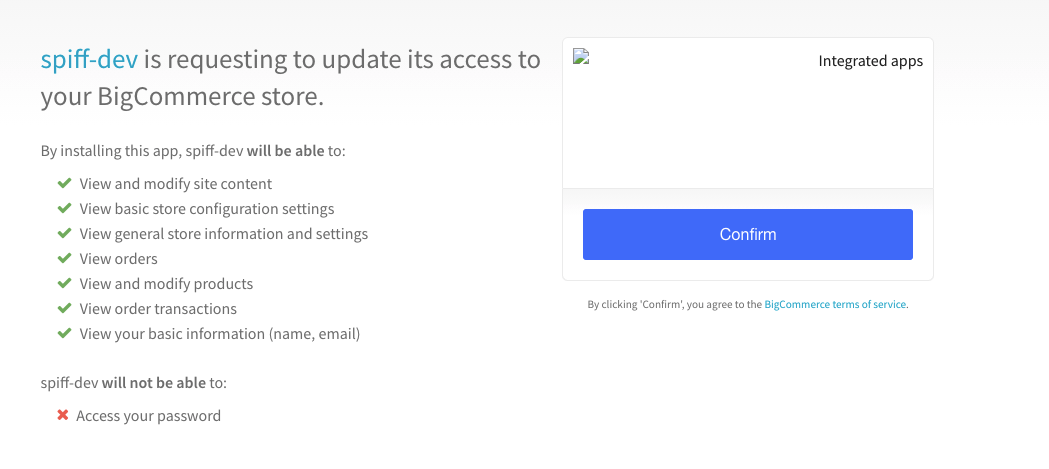 spiff-dev is requesting to update its access to
your BigCommerce store.
By installing this app, spiff-dev will be able to:
View and modify site content
View basic store configuration settings
View general store information and settings
View orders
View and modify products
View order transactions
View your basic information (name, email)
spiff-dev will not be able to:
Access your password
Integrated apps
Confirm
By clicking 'Confirm', you agree to the BigCommerce terms of service.